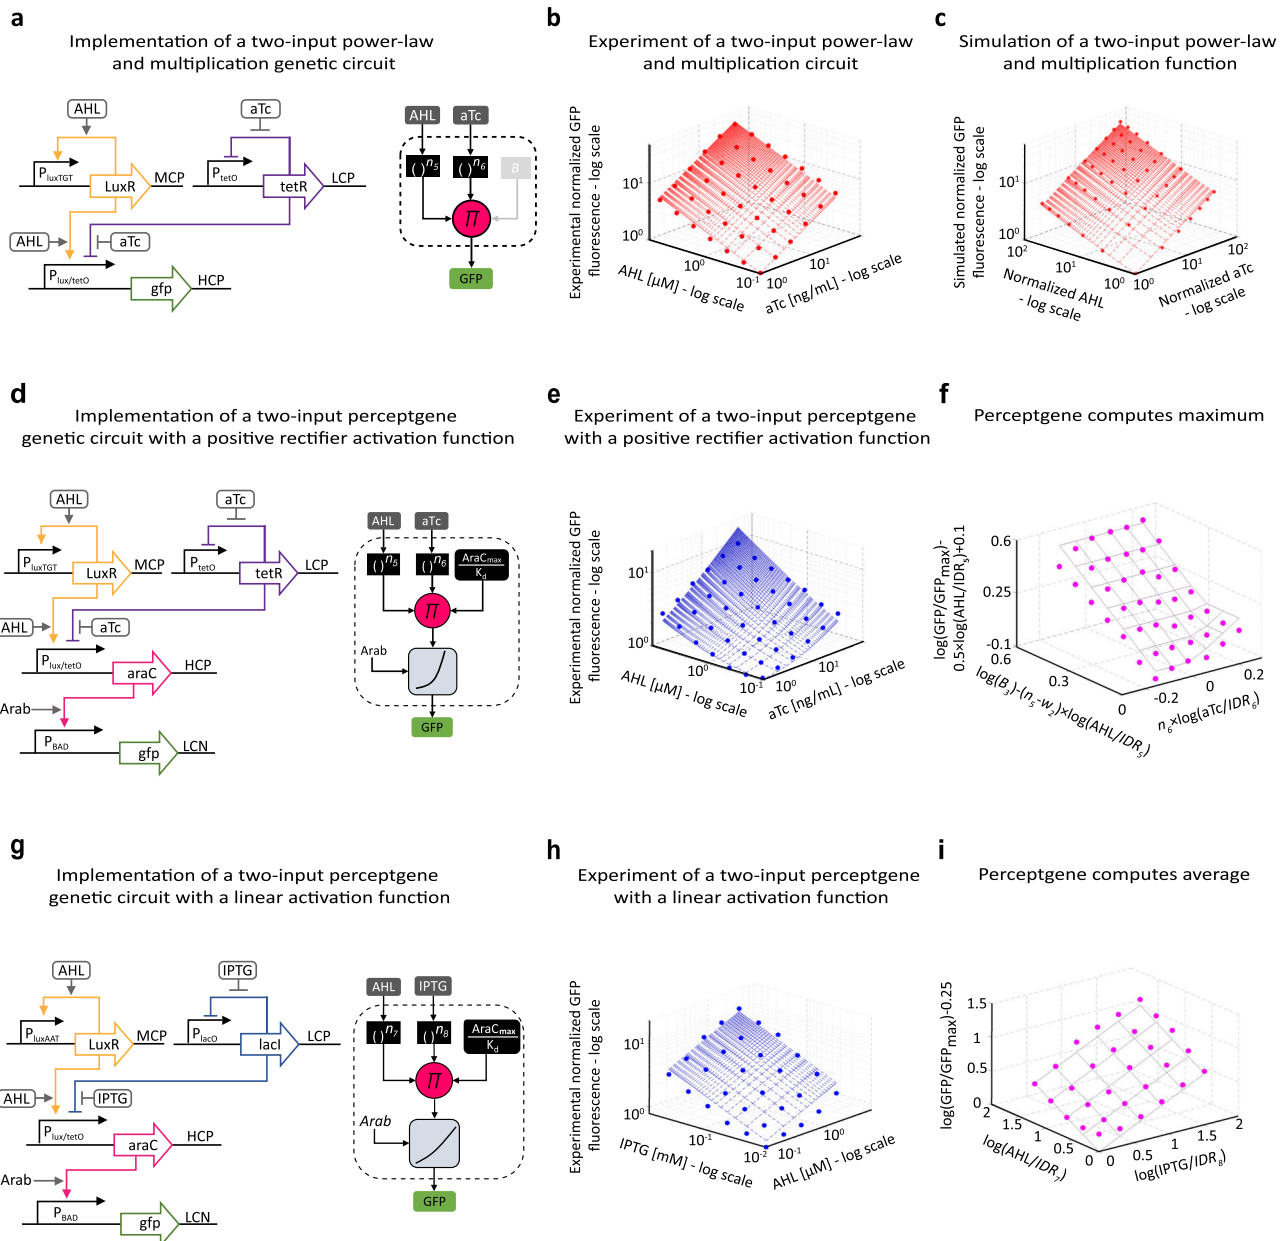 a
Implementation of a two-input power-law
and multiplication genetic circuit
AHL
aTc
PluxTGT
LuxR
MCP
PtetO
tetR
LCP
AHL
aTc
Plux/tetO
gfp
HCP
AHL
aTc
( )n5
( )n6
B
Π
GFP
b
Experiment of a two-input power-law
and multiplication circuit
Experimental normalized GFP
fluorescence - log scale
10¹
10⁰
10⁰
10⁻¹
10⁰
10¹
AHL [μM] - log scale
aTc [ng/mL] - log scale
c
Simulation of a two-input power-law
and multiplication function
Simulated normalized GFP
fluorescence - log scale
10¹
10⁰
10²
10¹
10⁰
10⁰
10¹
10²
Normalized AHL
- log scale
Normalized aTc
- log scale
d
Implementation of a two-input perceptgene
genetic circuit with a positive rectifier activation function
AHL
aTc
PluxTGT
LuxR
MCP
PtetO
tetR
LCP
AHL
aTc
Plux/tetO
araC
HCP
Arab
PBAD
gfp
LCN
AHL
aTc
( )n5
( )n6
AraCmax
Kd
Π
Arab
GFP
e
Experiment of a two-input perceptgene
with a positive rectifier activation function
Experimental normalized GFP
fluorescence - log scale
10¹
10⁰
10⁰
10⁻¹
10⁰
10¹
AHL [μM] - log scale
aTc [ng/mL] - log scale
f
Perceptgene computes maximum
log(GFP/GFPmax)-
0.5×log(AHL/IDR5)+0.1
0.6
0.25
-0.1
0.6
0.3
0
-0.2
0
0.2
log(B3)-(n5-w2)×log(AHL/IDR5)
n6×log(aTc/IDR6)
g
Implementation of a two-input perceptgene
genetic circuit with a linear activation function
AHL
IPTG
PluxAAT
LuxR
MCP
PlacO
lacI
LCP
AHL
IPTG
Plux/tetO
araC
HCP
Arab
PBAD
gfp
LCN
AHL
IPTG
( )n7
( )n8
AraCmax
Kd
Π
Arab
GFP
h
Experiment of a two-input perceptgene
with a linear activation function
Experimental normalized GFP
fluorescence - log scale
10¹
10⁰
10⁻¹
10⁻²
10⁻¹
10⁰
IPTG [mM] - log scale
AHL [μM] - log scale
i
Perceptgene computes average
log(GFP/GFPmax)-0.25
1.5
1
0.5
0
2
1.5
1
0.5
0
0
0.5
1
1.5
2
log(AHL/IDR7)
log(IPTG/IDR8)